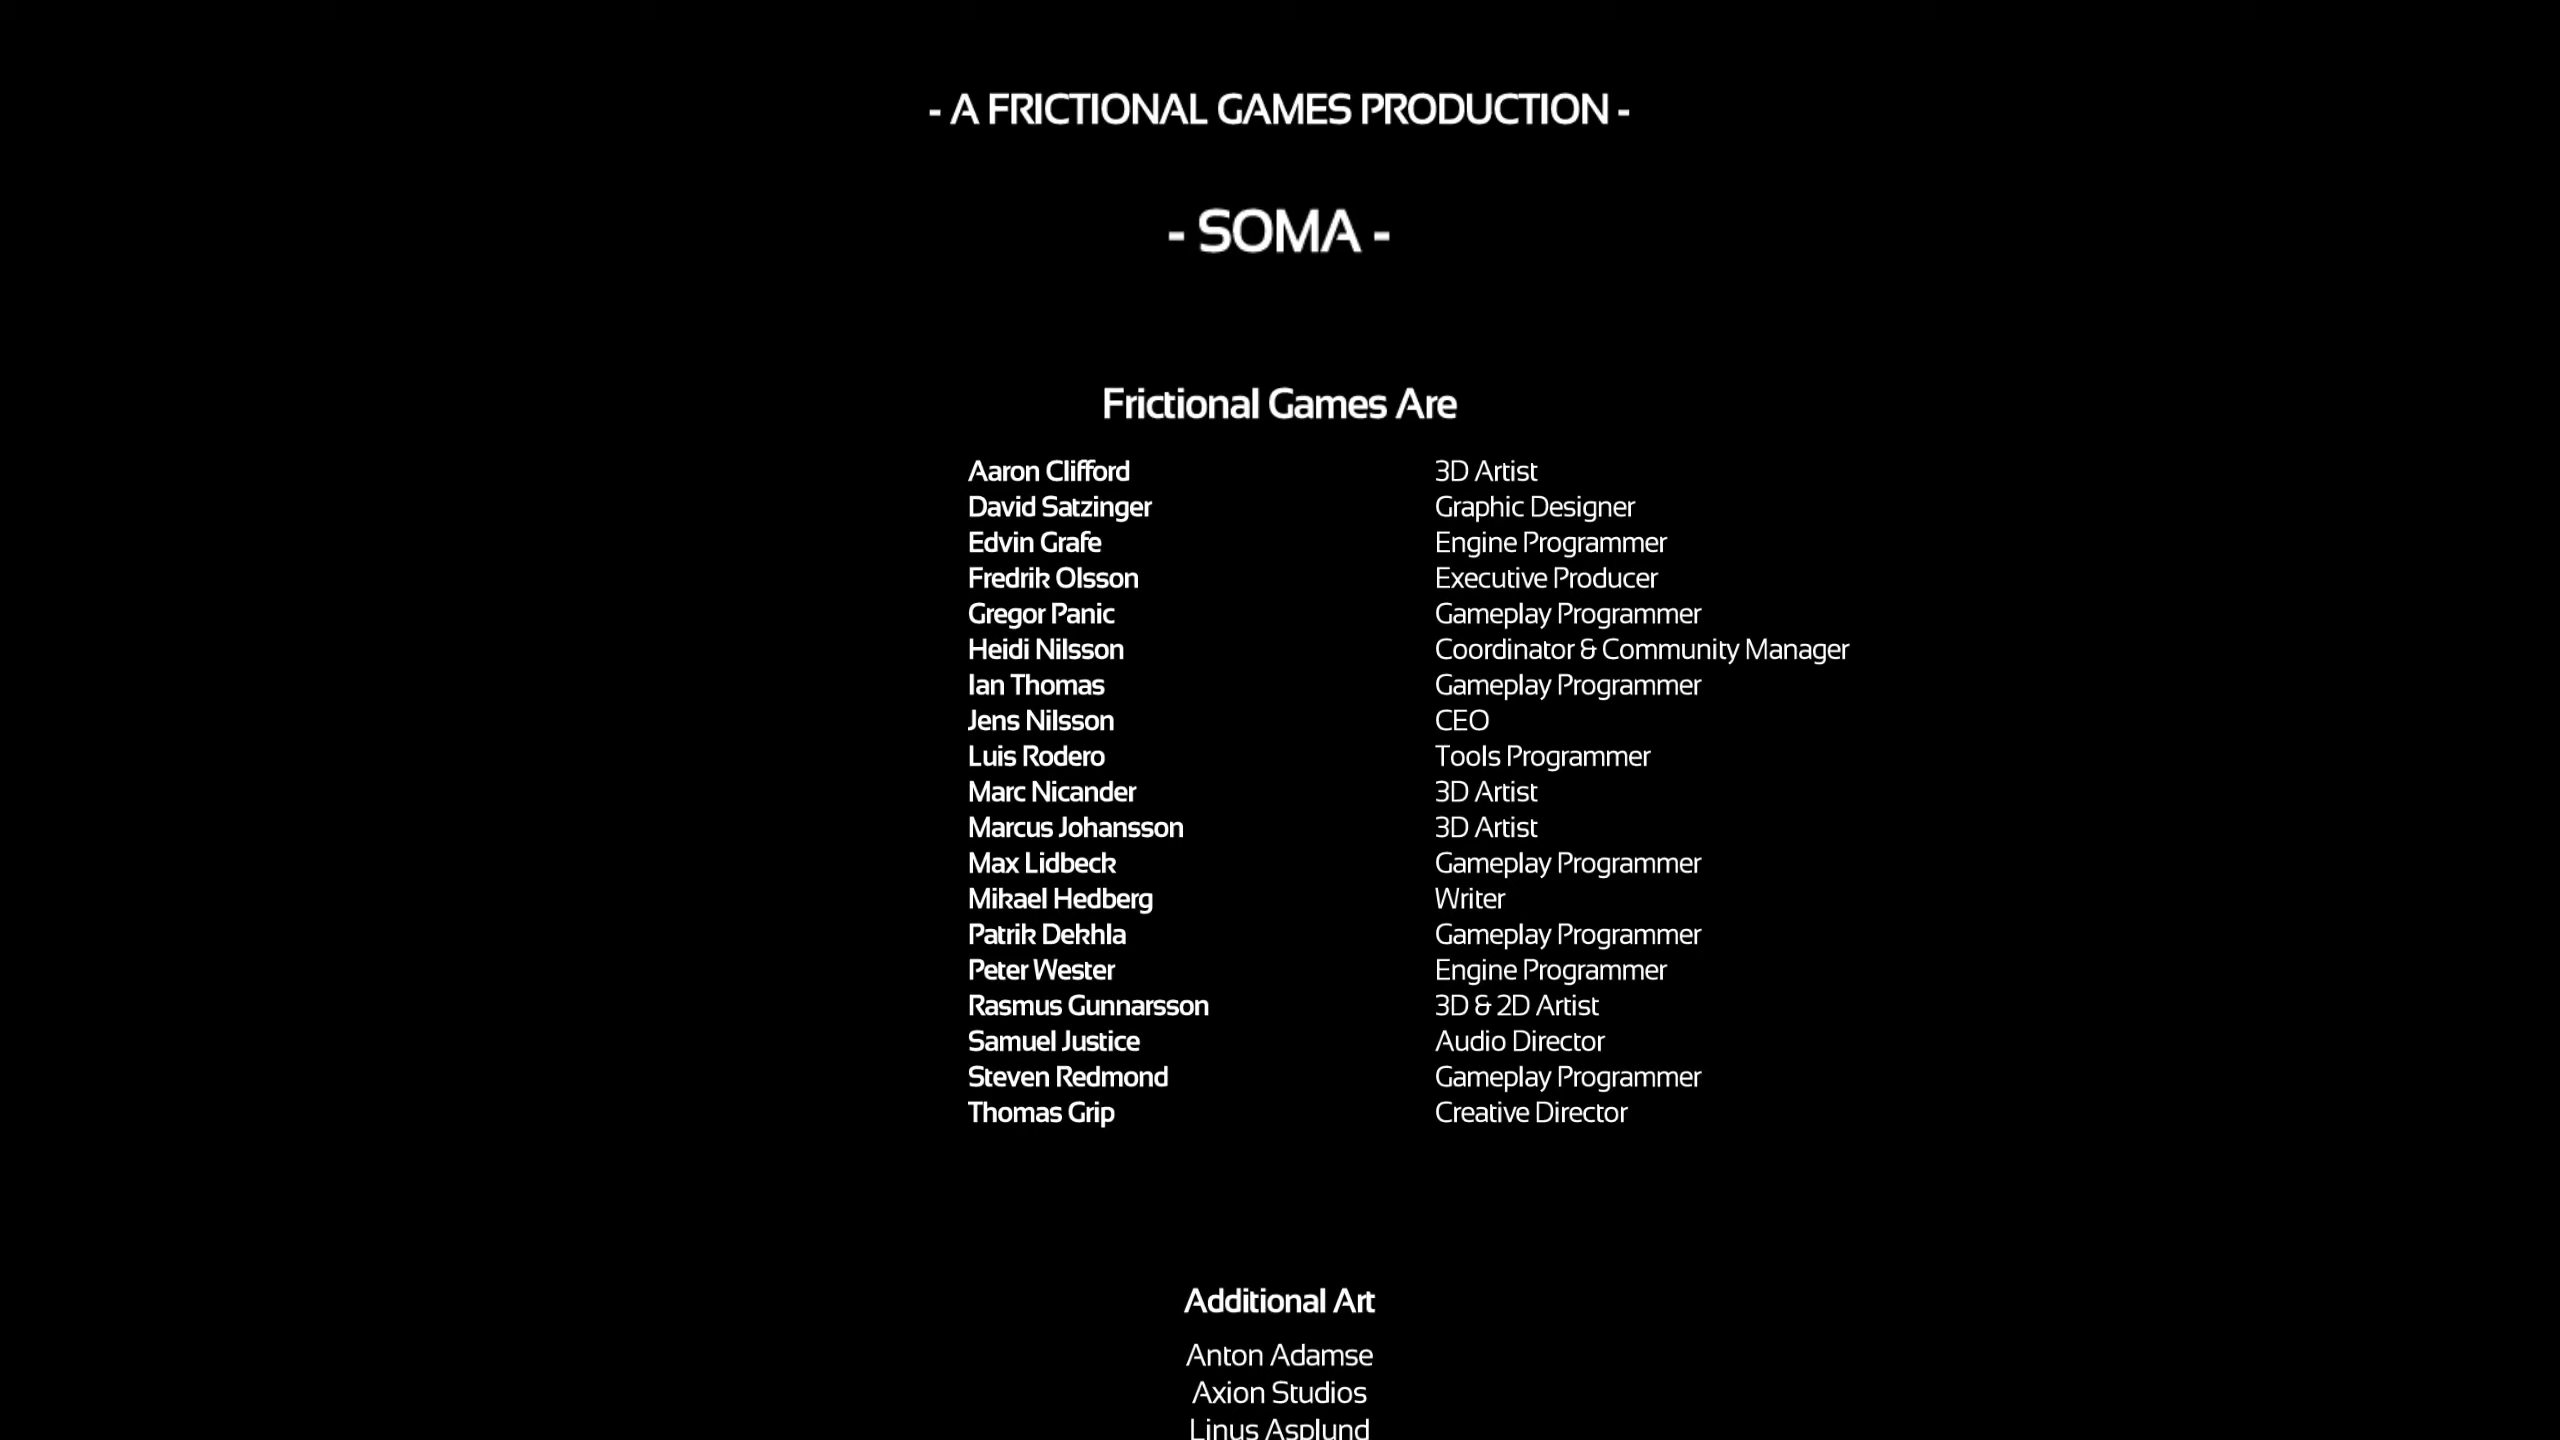 - A FRICTIONAL GAMES PRODUCTION -
- SOMA -
Frictional Games Are
Aaron Clifford 3D Artist
David Satzinger Graphic Designer
Edvin Grafe Engine Programmer
Fredrik Olsson Executive Producer
Gregor Panic Gameplay Programmer
Heidi Nilsson Coordinator & Community Manager
Ian Thomas Gameplay Programmer
Jens Nilsson CEO
Luis Rodero Tools Programmer
Marc Nicander 3D Artist
Marcus Johansson 3D Artist
Max Lidbeck Gameplay Programmer
Mikael Hedberg Writer
Patrik Dekhla Gameplay Programmer
Peter Wester Engine Programmer
Rasmus Gunnarsson 3D & 2D Artist
Samuel Justice Audio Director
Steven Redmond Gameplay Programmer
Thomas Grip Creative Director
Additional Art
Anton Adamse
Axion Studios
Linus Asplund